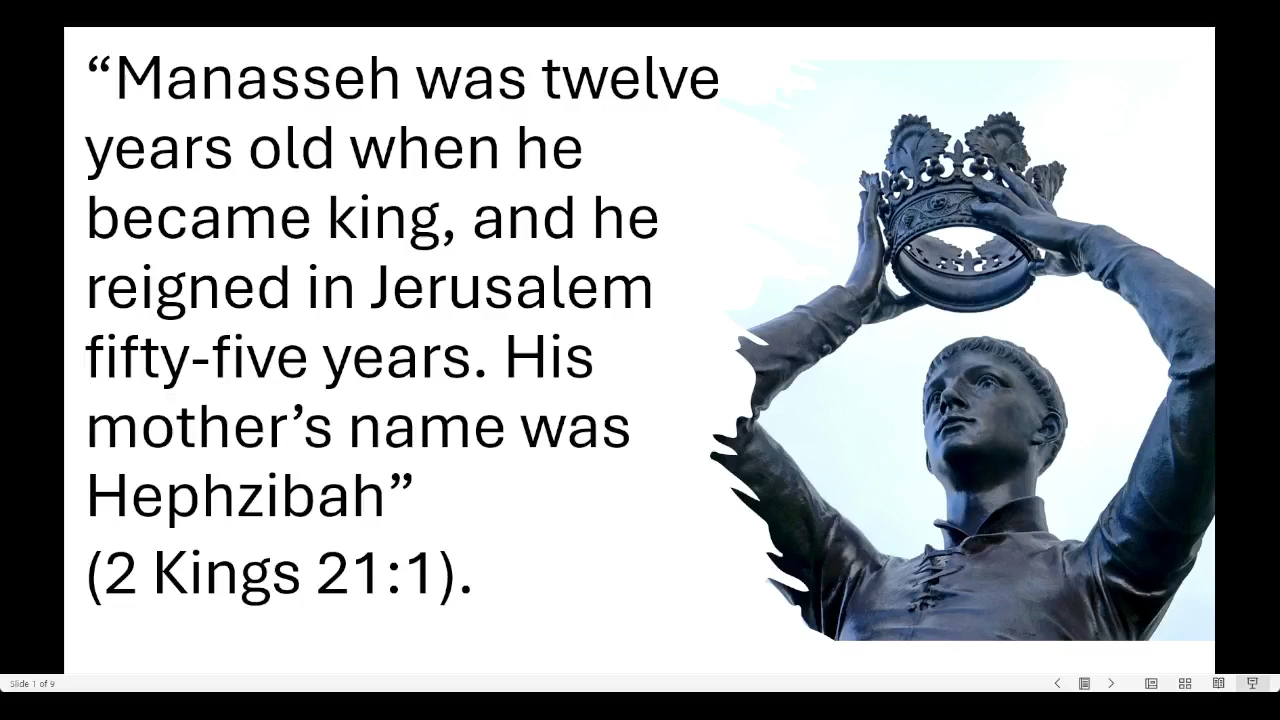 “Manasseh was twelve
years old when he
became king, and he
reigned in Jerusalem
fifty-five years. His
mother’s name was
Hephzibah”
(2 Kings 21:1).
Slide 1 of 9